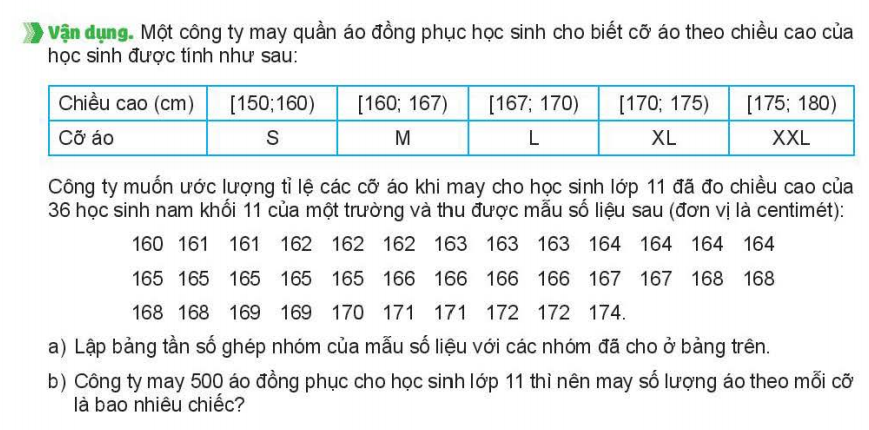 Vận dụng. Một công ty may quần áo đồng phục học sinh cho biết cỡ áo theo chiều cao của
học sinh được tính như sau:
Chiều cao (cm) [150;160) [160; 167) [167; 170) [170; 175) [175; 180)
Cỡ áo S M L XL XXL
Công ty muốn ước lượng tỉ lệ các cỡ áo khi may cho học sinh lớp 11 đã đo chiều cao của
36 học sinh nam khối 11 của một trường và thu được mẫu số liệu sau (đơn vị là centimét):
160 161 161 162 162 162 163 163 163 164 164 164 164
165 165 165 165 165 166 166 166 166 167 167 168 168
168 168 169 169 170 171 171 172 172 174.
a) Lập bảng tần số ghép nhóm của mẫu số liệu với các nhóm đã cho ở bảng trên.
b) Công ty may 500 áo đồng phục cho học sinh lớp 11 thì nên may số lượng áo theo mỗi cỡ
là bao nhiêu chiếc?